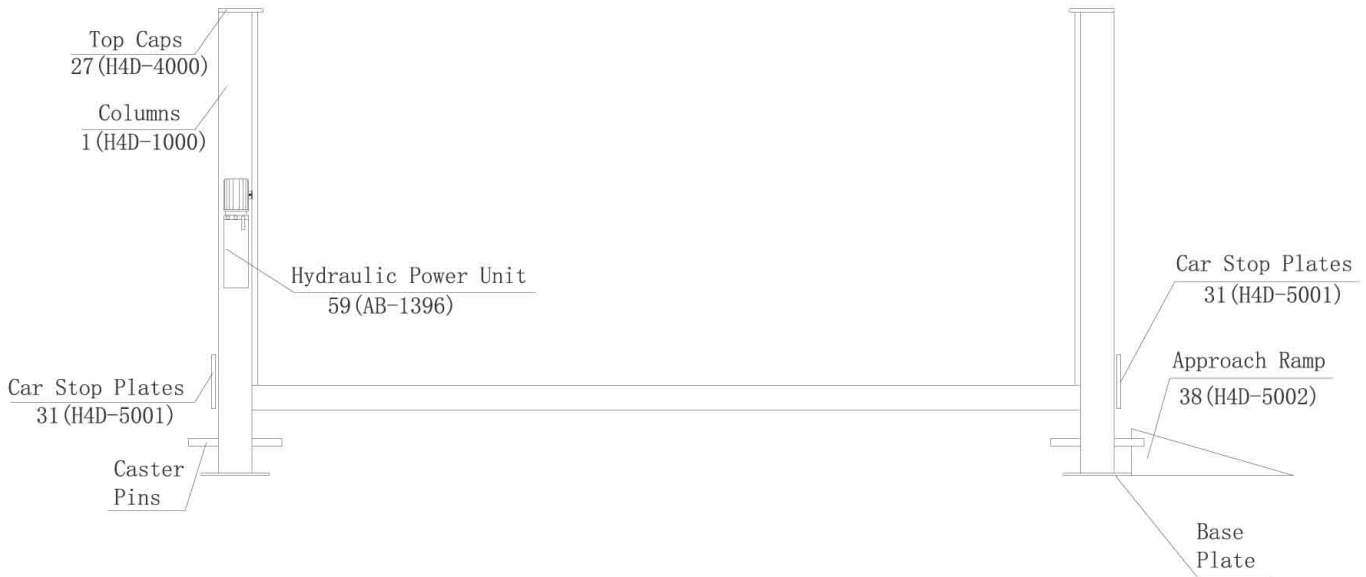 Top Caps
27(H4D-4000)
Columns
1(H4D-1000)
Hydraulic Power Unit
59(AB-1396)
Car Stop Plates
31(H4D-5001)
Approach Ramp
38(H4D-5002)
Car Stop Plates
31(H4D-5001)
Caster
Pins
Base
Plate